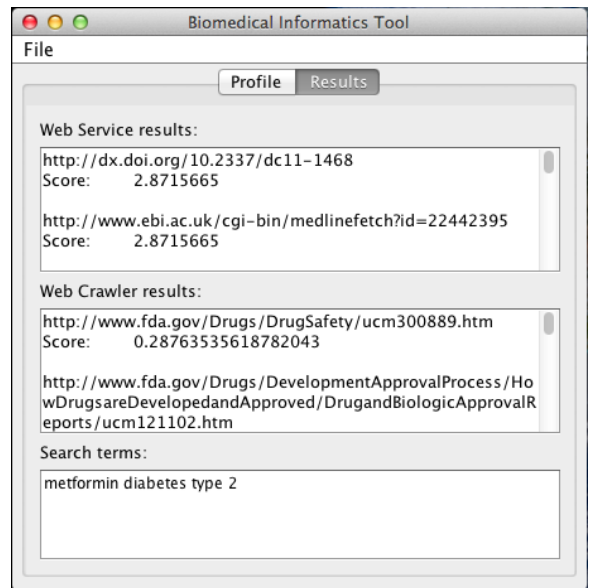 Biomedical Informatics Tool
File
Profile Results
Web Service results:
http://dx.doi.org/10.2337/dc11-1468
Score: 2.8715665
http://www.ebi.ac.uk/cgi-bin/medlinefetch?id=22442395
Score: 2.8715665
Web Crawler results:
http://www.fda.gov/Drugs/DrugSafety/ucm300889.htm
Score: 0.28763535618782043
http://www.fda.gov/Drugs/DevelopmentApprovalProcess/Ho
wDrugsareDevelopedandApproved/DrugandBiologicApprovalR
eports/ucm121102.htm
Search terms:
metformin diabetes type 2